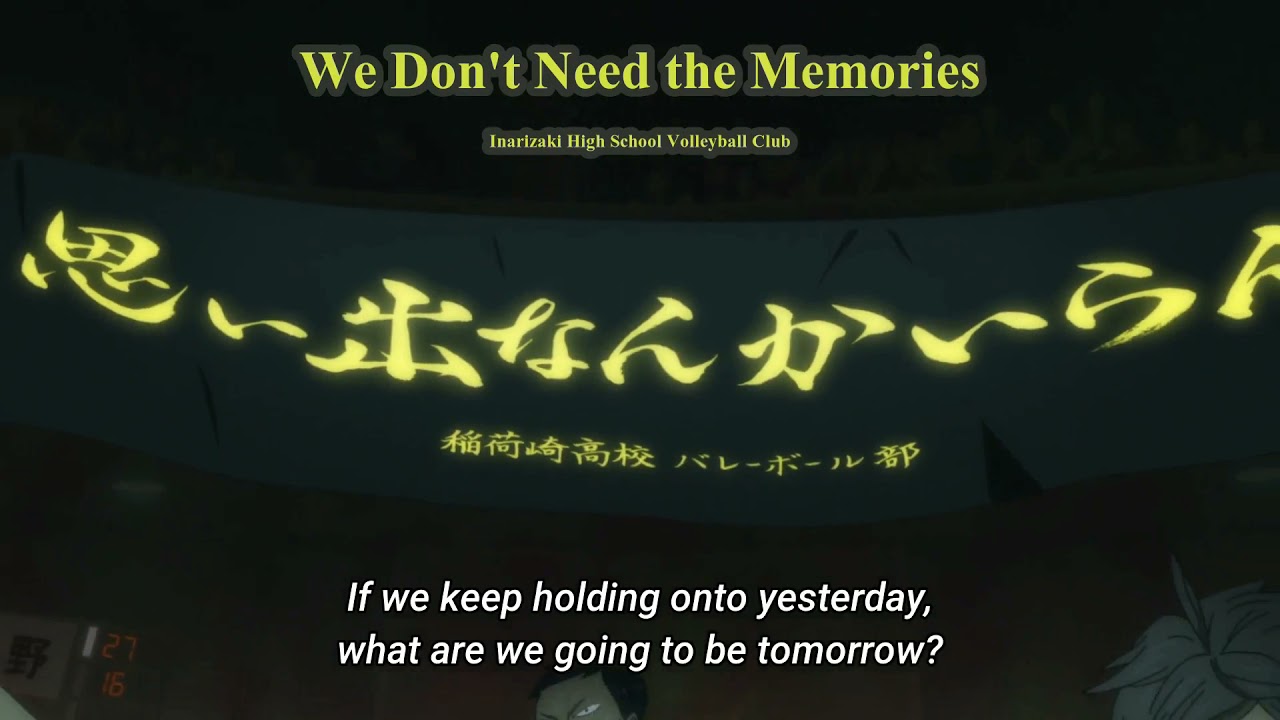 We Don't Need the Memories
Inarizaki High School Volleyball Club
思い出なんかいらん
稲荷崎高校 バレーボール部
野 27
16
If we keep holding onto yesterday,
what are we going to be tomorrow?